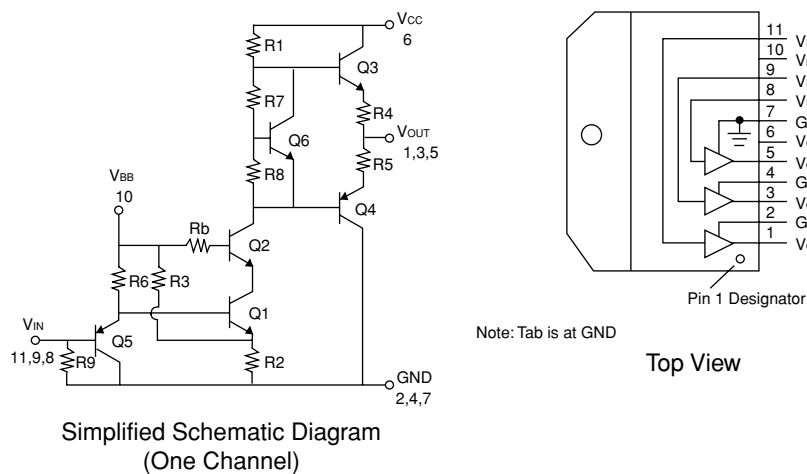 VCC
6
R1
Q3
R7
R4
Q6
VOUT
1,3,5
R8
R5
VBB
10
Q4
Rb
Q2
R6
R3
Q1
VIN
11,9,8
R9
Q5
R2
GND
2,4,7
Simplified Schematic Diagram
(One Channel)
11
10
9
8
7
6
5
4
3
2
1
Pin 1 Designator
Note: Tab is at GND
Top View